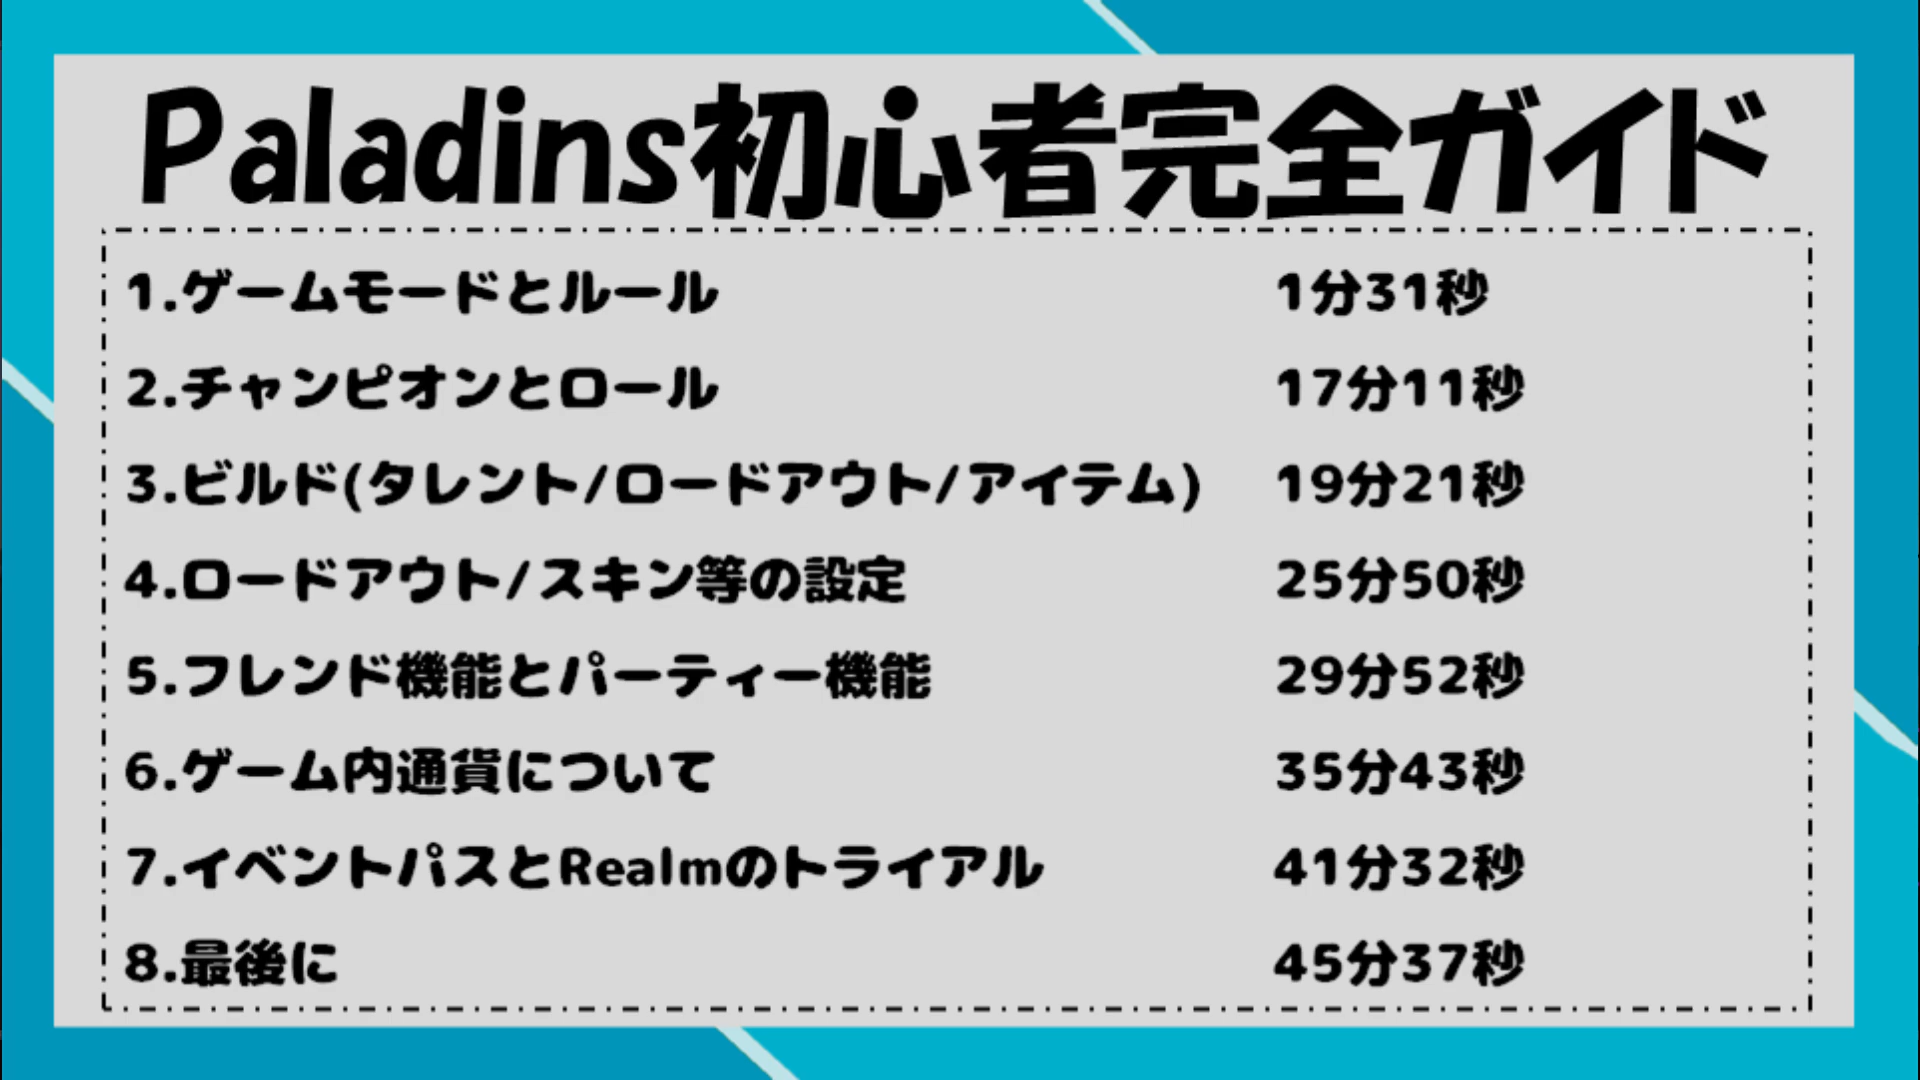 Paladins初心者完全ガイド
1.ゲームモードとルール 1分31秒
2.チャンピオンとロール 17分11秒
3.ビルド(タレント/ロードアウト/アイテム) 19分21秒
4.ロードアウト/スキン等の設定 25分50秒
5.フレンド機能とパーティー機能 29分52秒
6.ゲーム内通貨について 35分43秒
7.イベントパスとRealmのトライアル 41分32秒
8.最後に 45分37秒